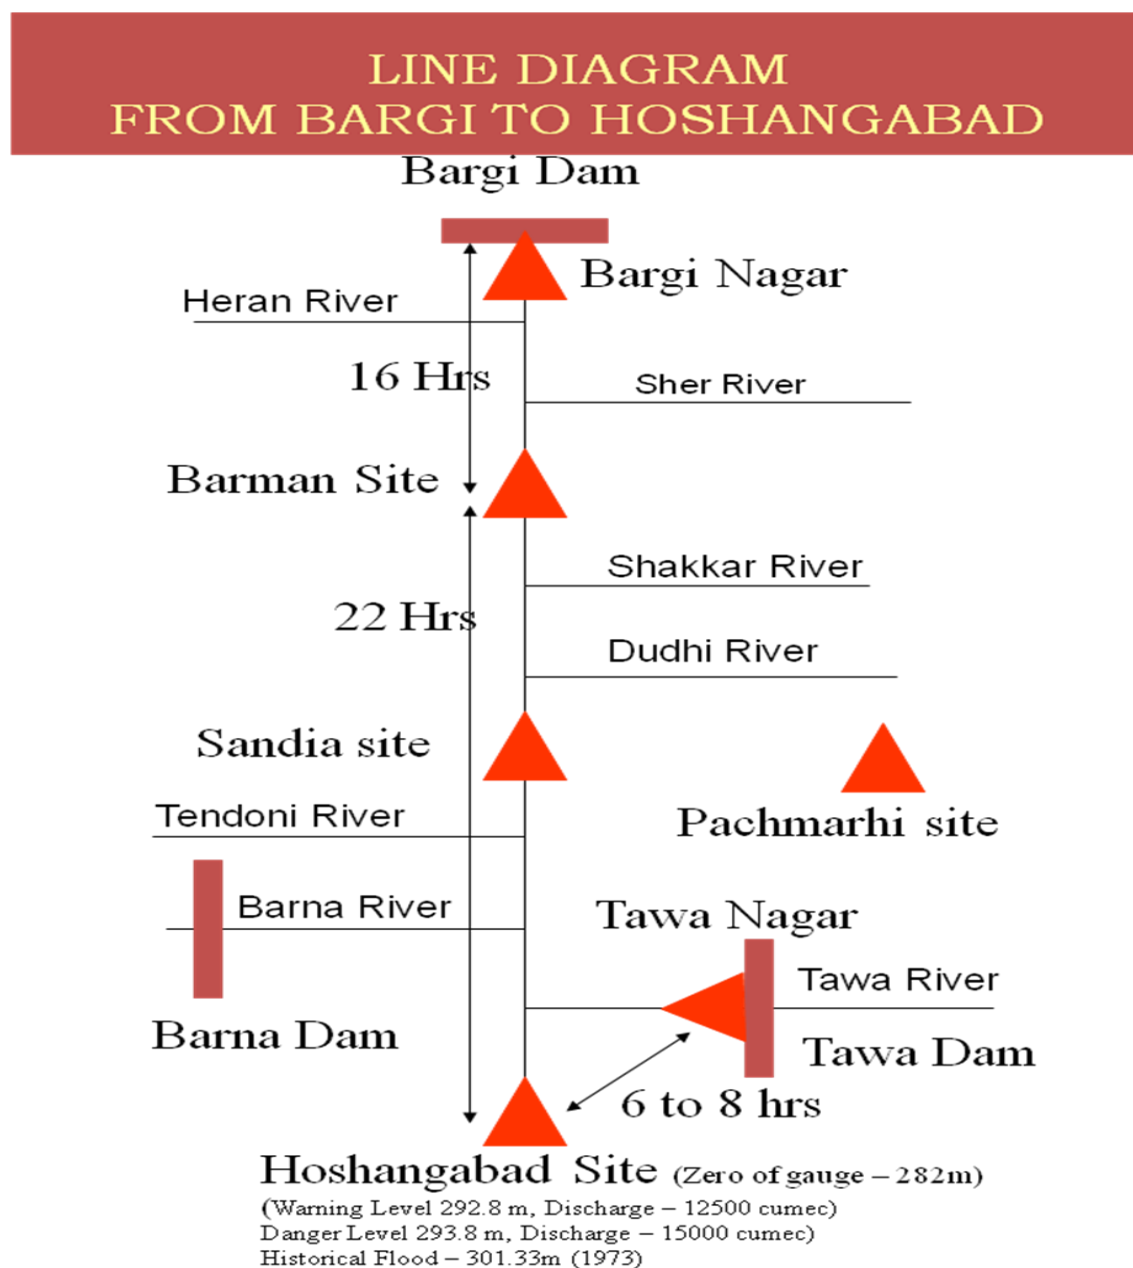 LINE DIAGRAM
FROM BARGI TO HOSHANGABAD
Bargi Dam
Bargi Nagar
Heran River
16 Hrs
Sher River
Barman Site
Shakkar River
22 Hrs
Dudhi River
Sandia site
Tendoni River
Pachmarhi site
Barna River
Tawa Nagar
Tawa River
Barna Dam
Tawa Dam
6 to 8 hrs
Hoshangabad Site (Zero of gauge – 282m)
(Warning Level 292.8 m, Discharge – 12500 cumec)
Danger Level 293.8 m, Discharge – 15000 cumec)
Historical Flood – 301.33m (1973)